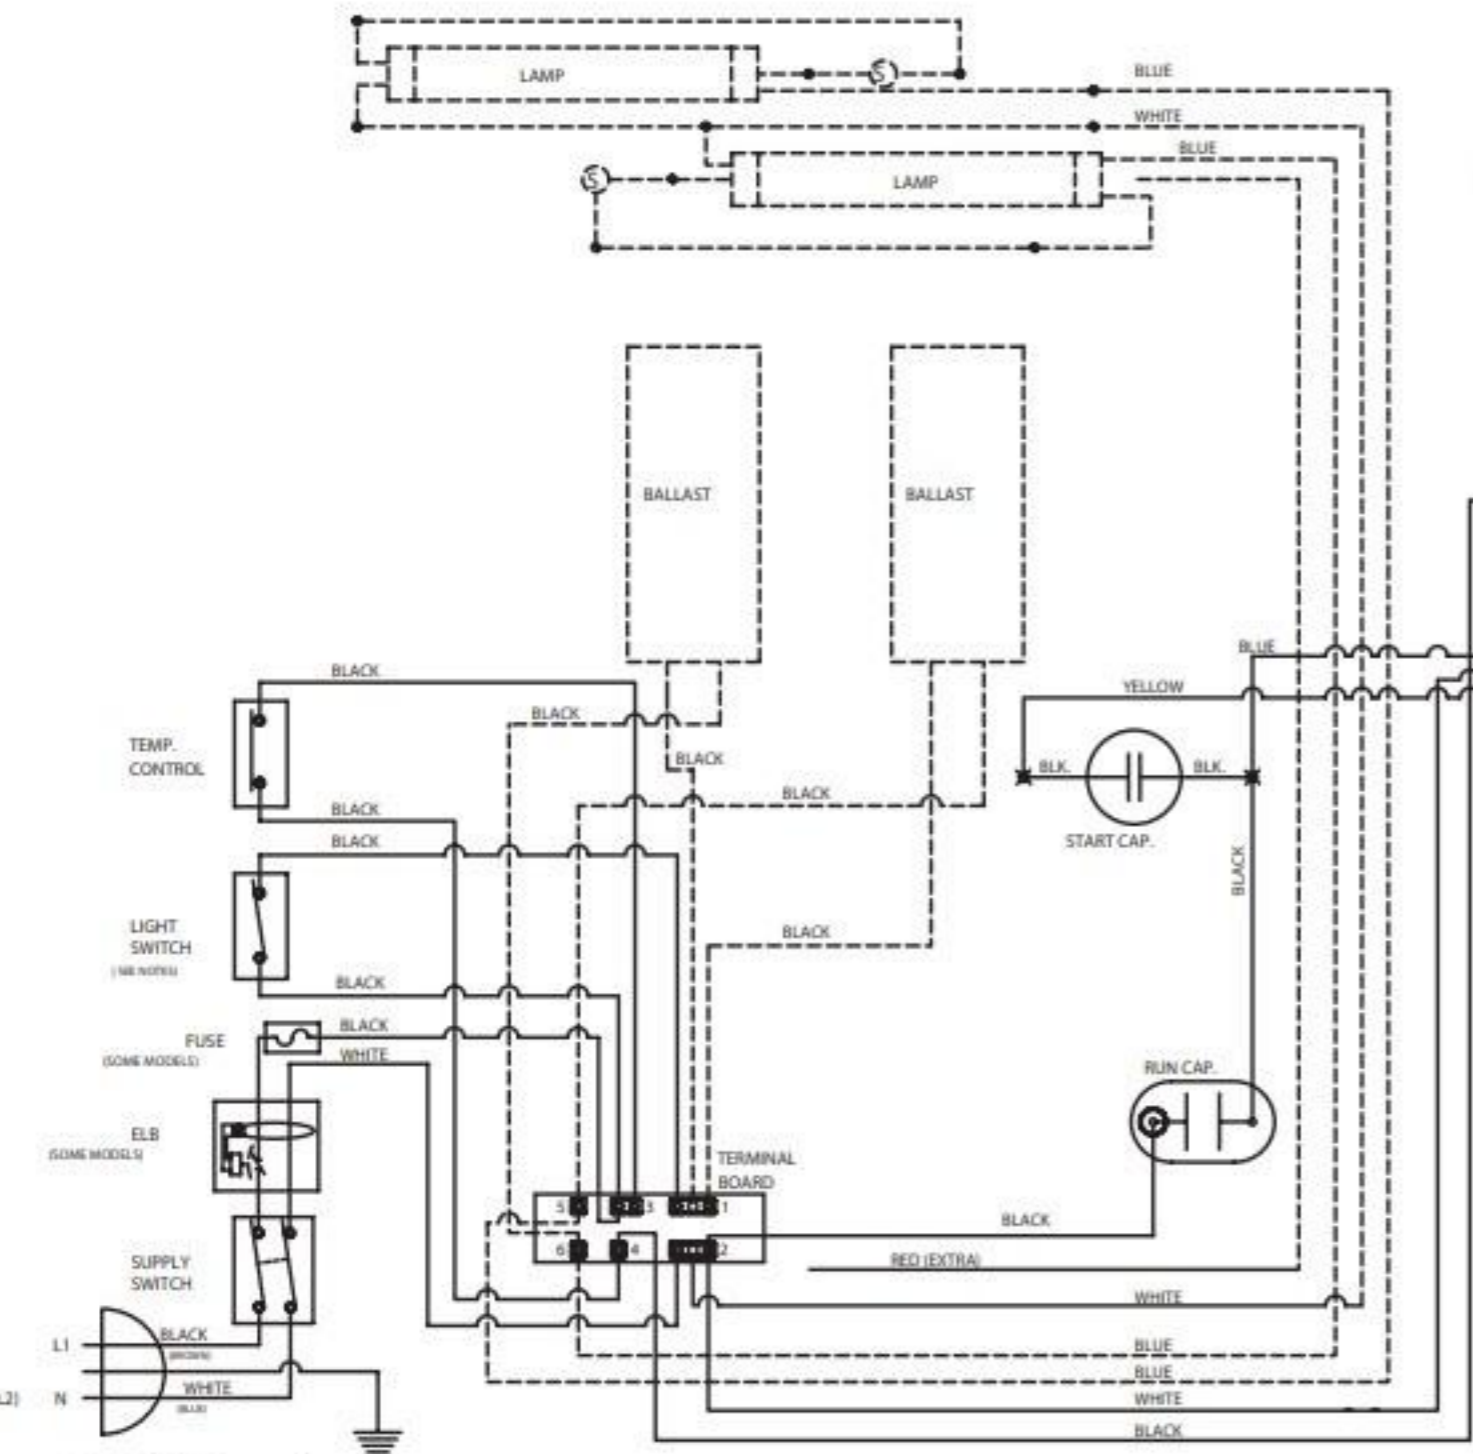 BLUE
LAMP
S
WHITE
BLUE
S
LAMP
BALLAST
BALLAST
BLUE
BLACK
YELLOW
BLACK
TEMP.
CONTROL
BLACK
BLK.
BLK.
BLACK
BLACK
START CAP.
BLACK
BLACK
LIGHT
SWITCH
( SEE NOTES)
BLACK
BLACK
FUSE
BLACK
(SOME MODELS)
WHITE
RUN CAP.
ELB
(SOME MODELS)
TERMINAL
BOARD
5
3
1
BLACK
6
4
2
RED (EXTRA)
SUPPLY
SWITCH
WHITE
L1
BLACK
(BROWN)
BLUE
BLUE
L2)
N
WHITE
(BLUE)
WHITE
BLACK